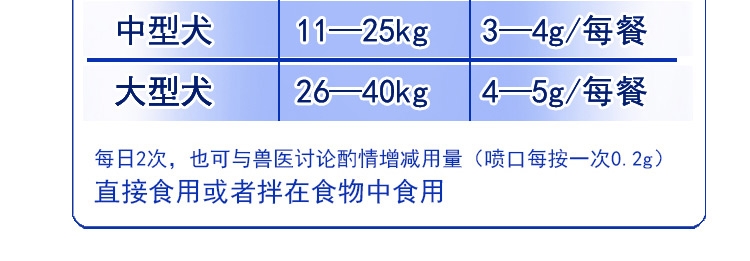 中型犬 11—25kg 3—4g/每餐
大型犬 26—40kg 4—5g/每餐
每日2次，也可与兽医讨论酌情增减用量（喷口每按一次0.2g）
直接食用或者拌在食物中食用